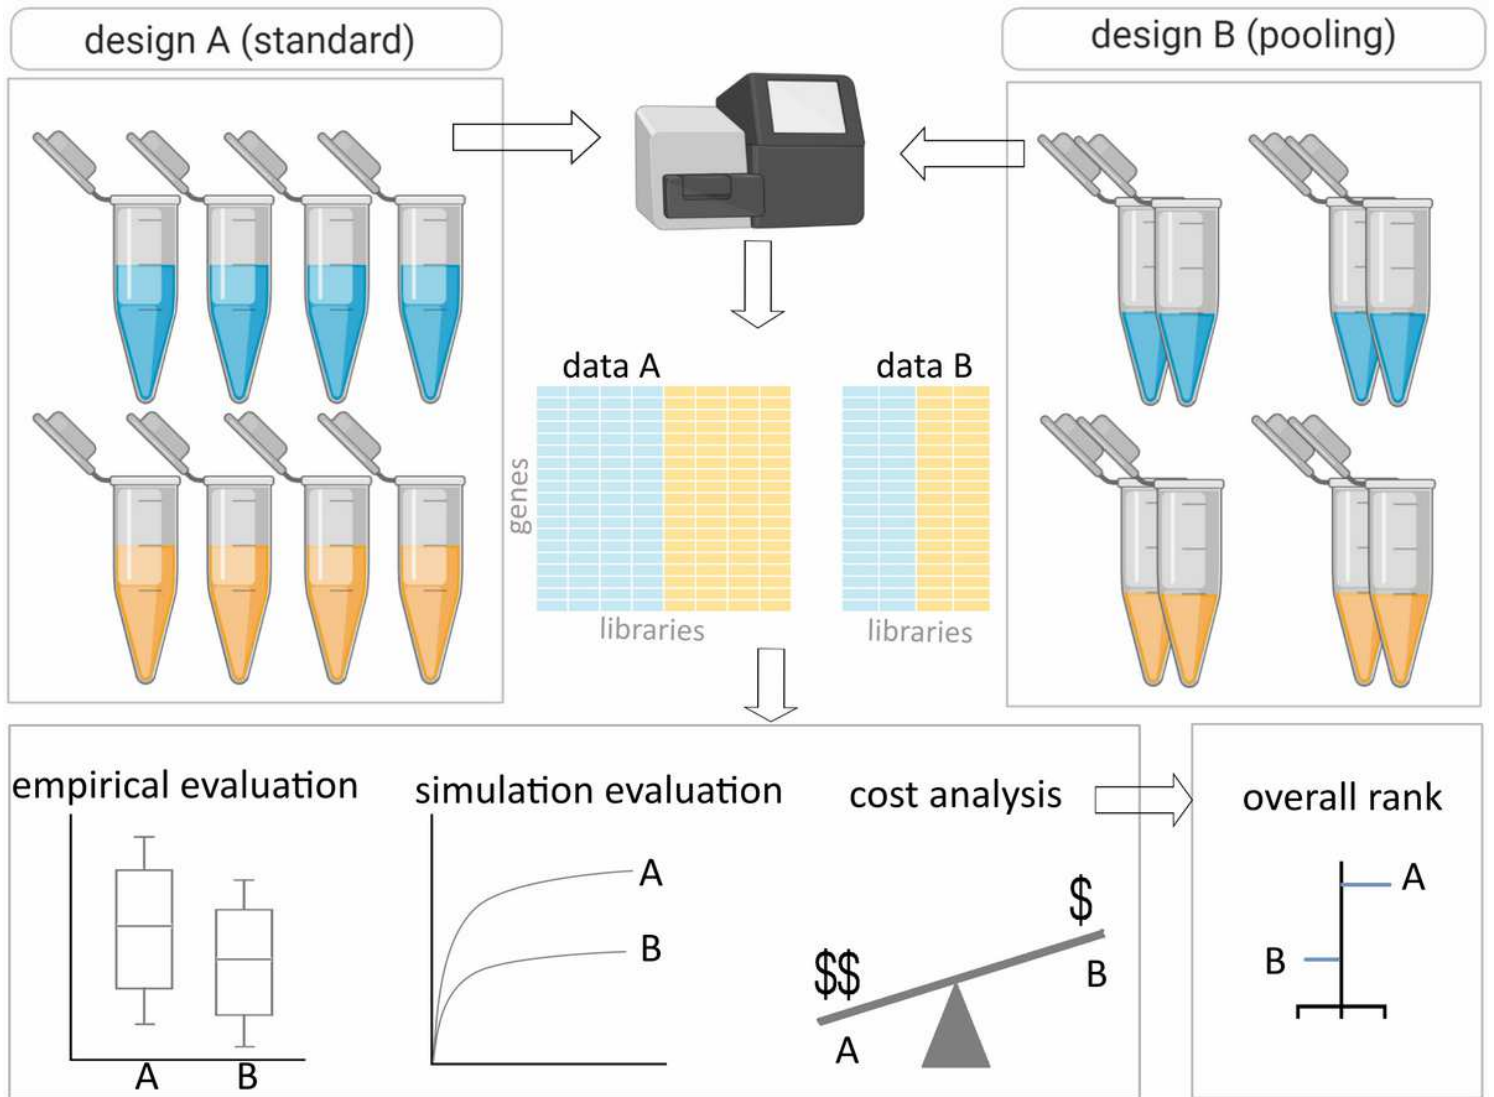 design A (standard)
design B (pooling)
data A
data B
genes
libraries
libraries
empirical evaluation
simulation evaluation
cost analysis
overall rank
A
B
A
B
$$
$
A
B
A
B